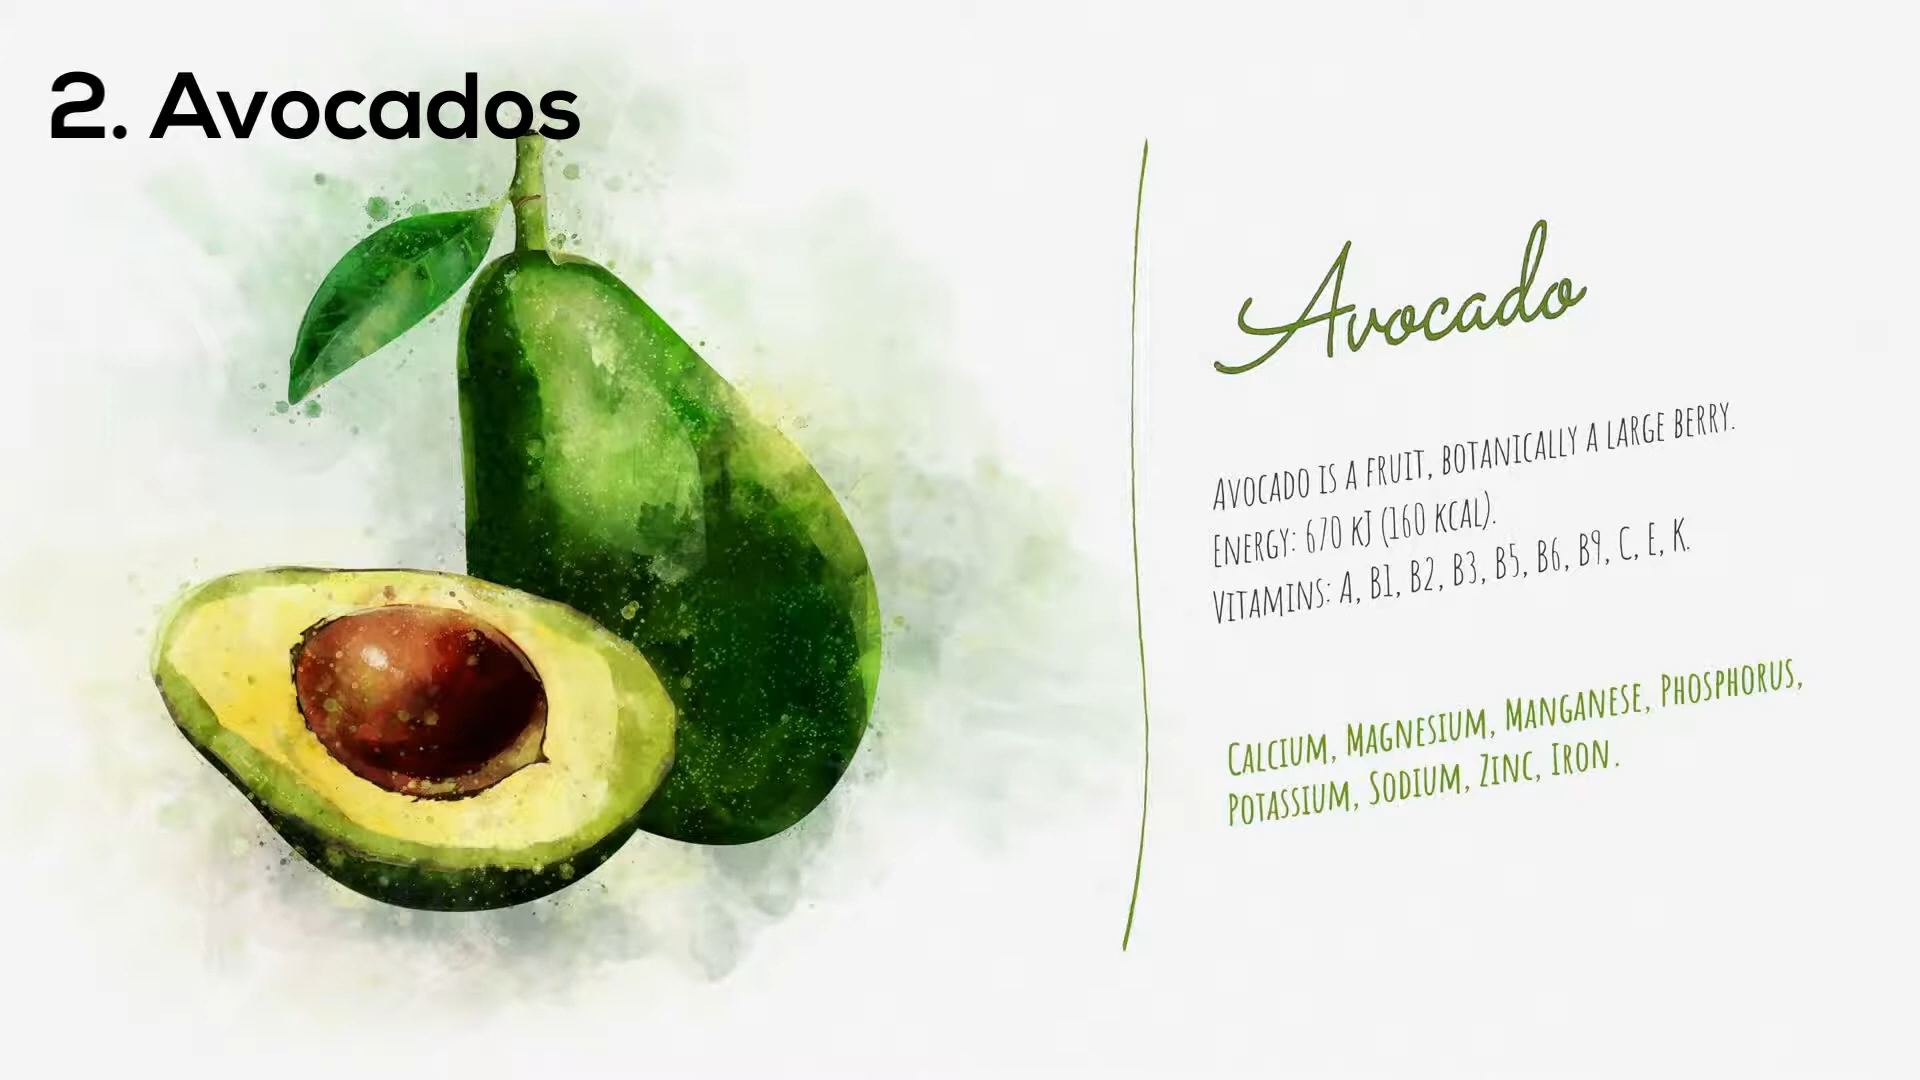 2. Avocados
Avocado
AVOCADO IS A FRUIT, BOTANICALLY A LARGE BERRY.
ENERGY: 670 KJ (160 KCAL).
VITAMINS: A, B1, B2, B3, B5, B6, B9, C, E, K.
CALCIUM, MAGNESIUM, MANGANESE, PHOSPHORUS,
POTASSIUM, SODIUM, ZINC, IRON.